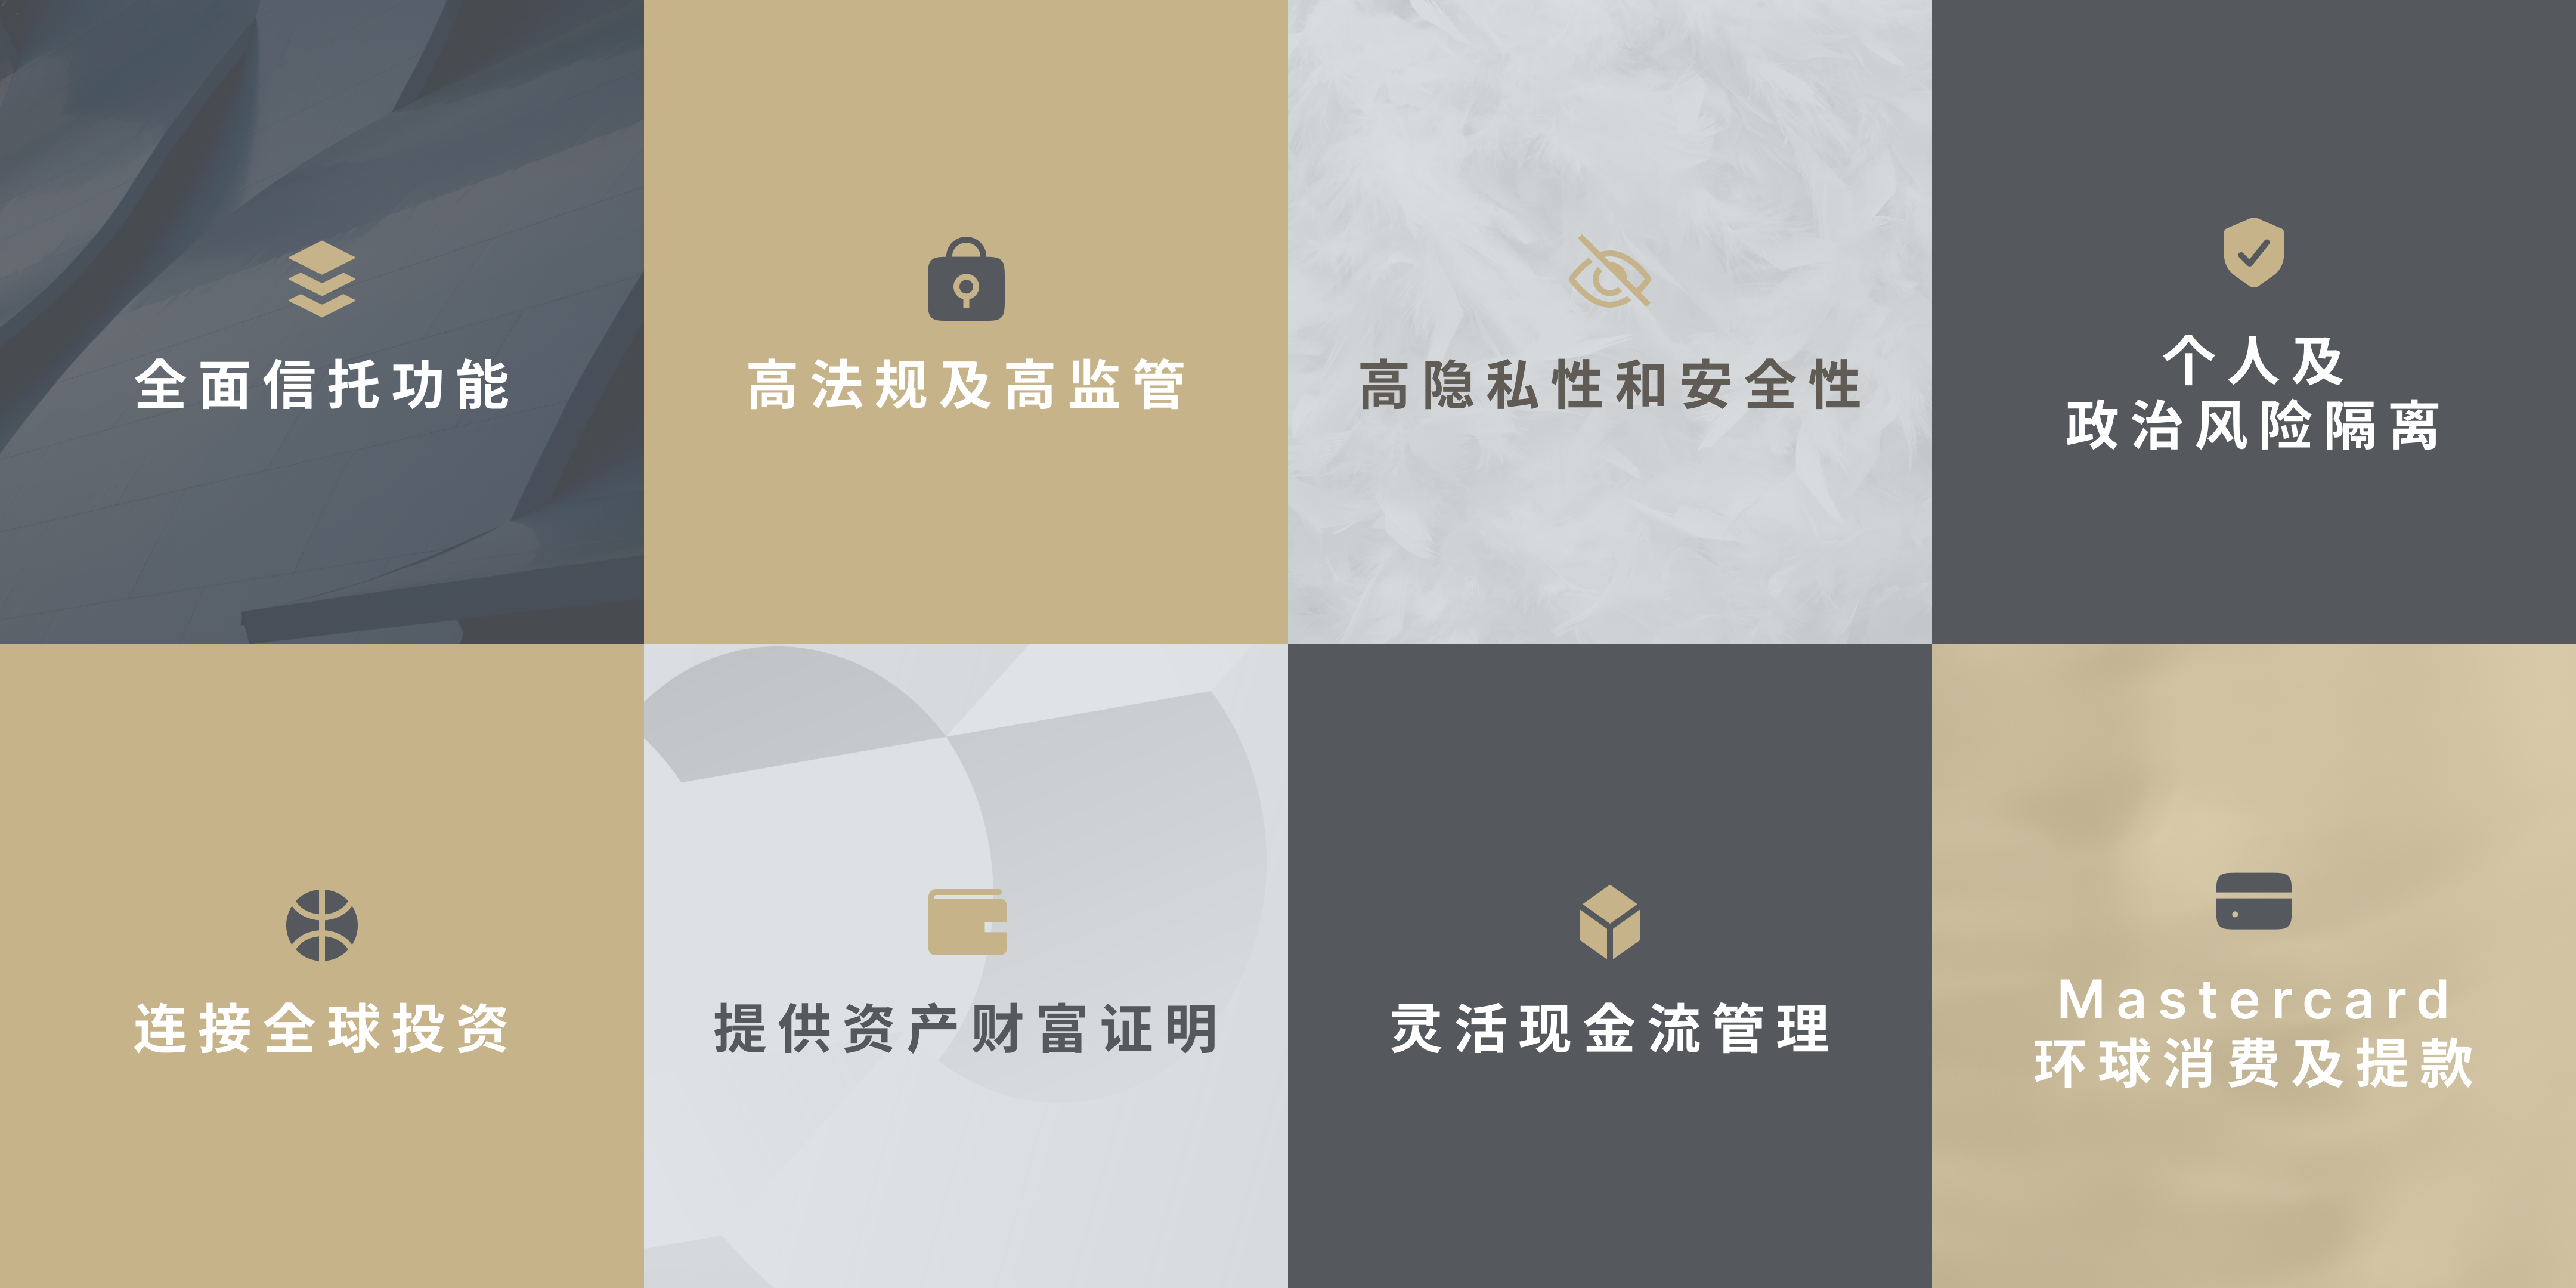 全面信托功能
高法规及高监管
高隐私性和安全性
个人及
政治风险隔离
连接全球投资
提供资产财富证明
灵活现金流管理
Mastercard
环球消费及提款